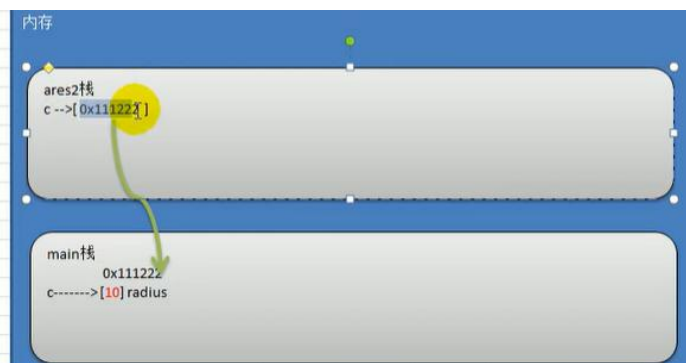 内存
ares2栈
c -->[ 0x111222 ]
main栈
0x111222
c------->[10] radius